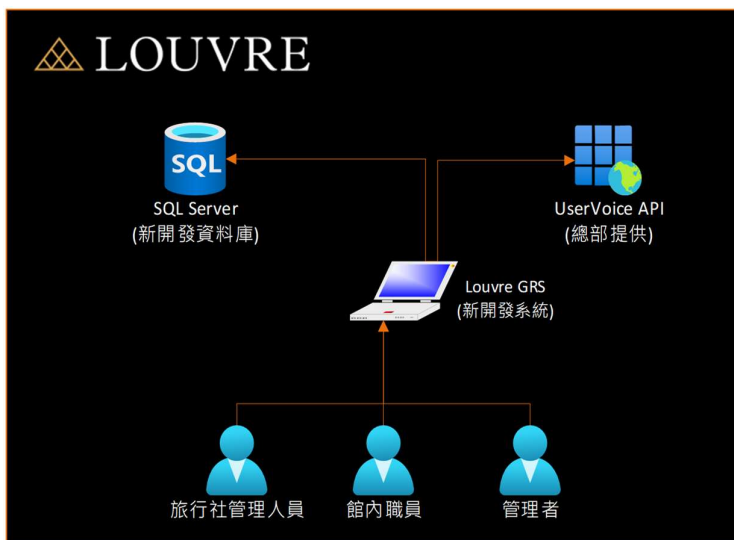 LOUVRE
SQL
SQL Server
(新開發資料庫)
UserVoice API
(總部提供)
Louvre GRS
(新開發系統)
旅行社管理人員
館內職員
管理者